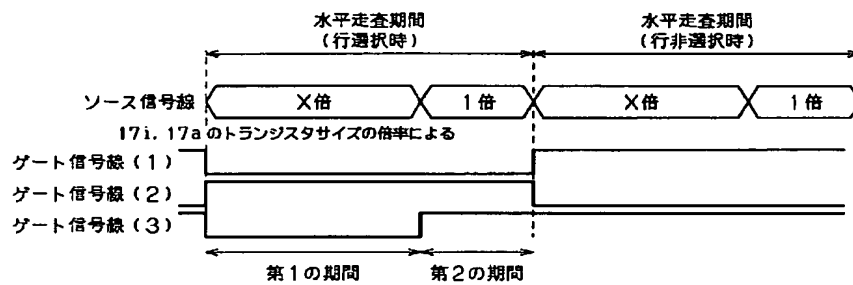 水平走査期間
(行選択時)
水平走査期間
(行非選択時)
ソース信号線
X倍
1倍
X倍
1倍
17i, 17aのトランジスタサイズの倍率による
ゲート信号線(1)
ゲート信号線(2)
ゲート信号線(3)
第1の期間
第2の期間